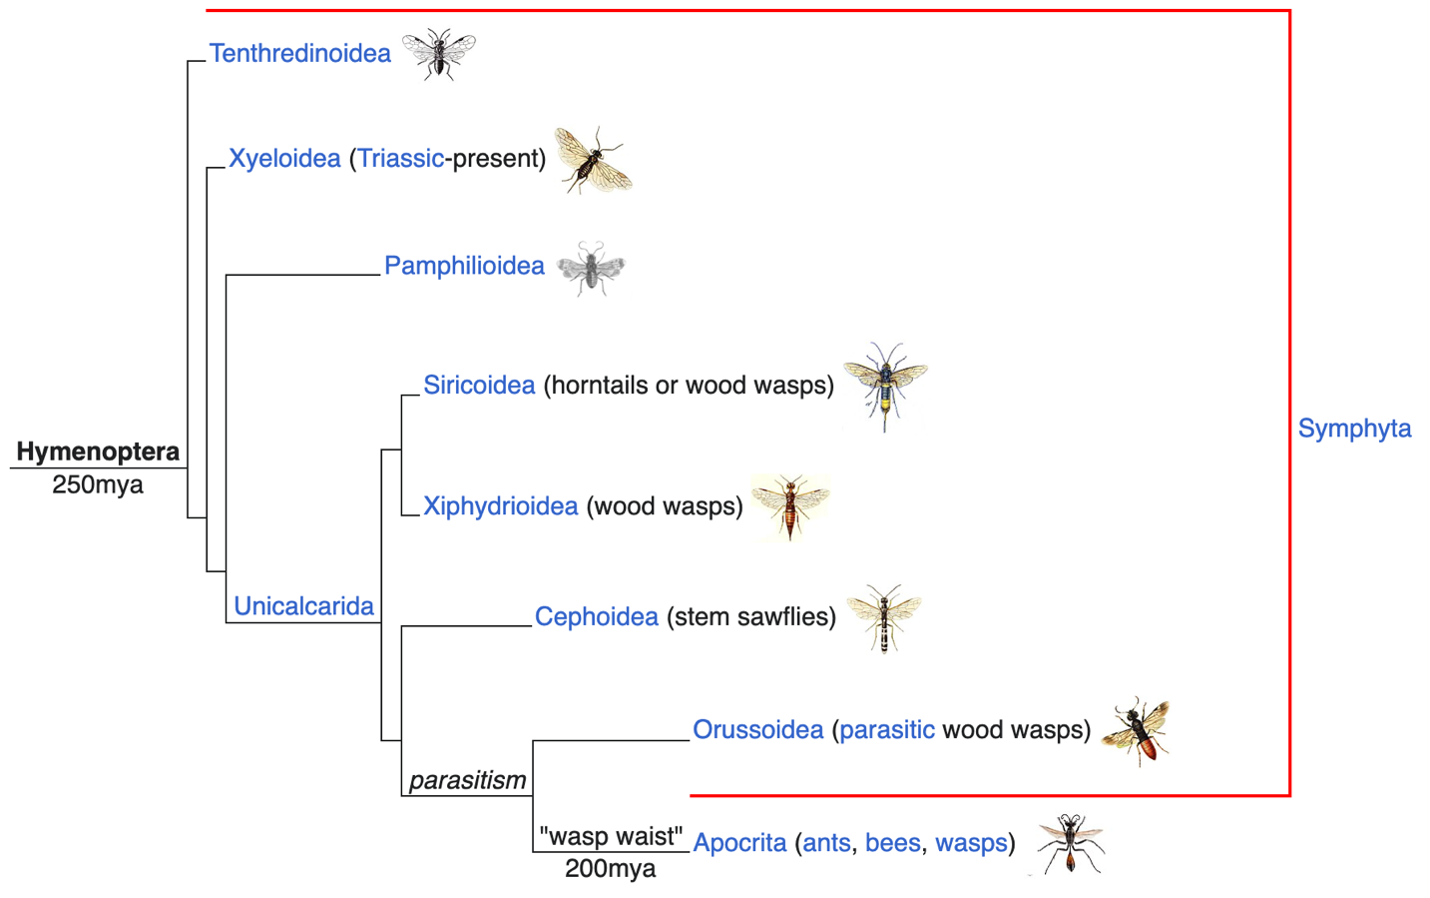 Tenthredinoidea
Xyeloidea (Triassic-present)
Pamphilioidea
Siricoidea (horntails or wood wasps)
Symphyta
Hymenoptera
250mya
Xiphydrioidea (wood wasps)
Unicalcarida
Cephoidea (stem sawflies)
Orussoidea (parasitic wood wasps)
parasitism
"wasp waist"
Apocrita (ants, bees, wasps)
200mya